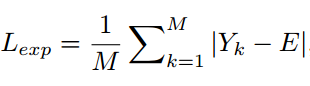 L_{exp} = \frac{1}{M} \sum_{k=1}^{M} |Y_k - E|.